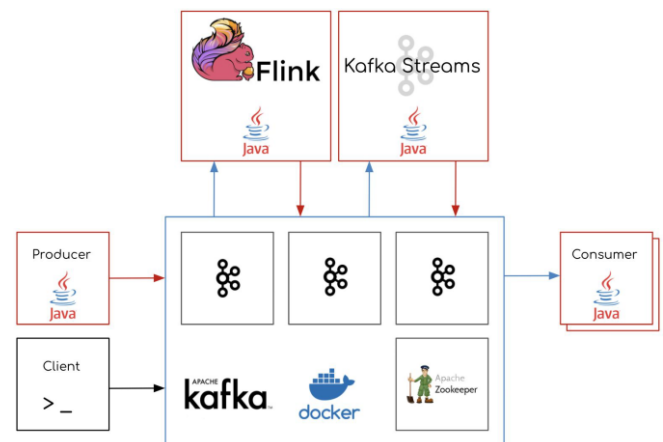 Flink
Java
Kafka Streams
Java
Producer
Java
Consumer
Java
Client
>_
APACHE
kafka
docker
Apache
Zookeeper